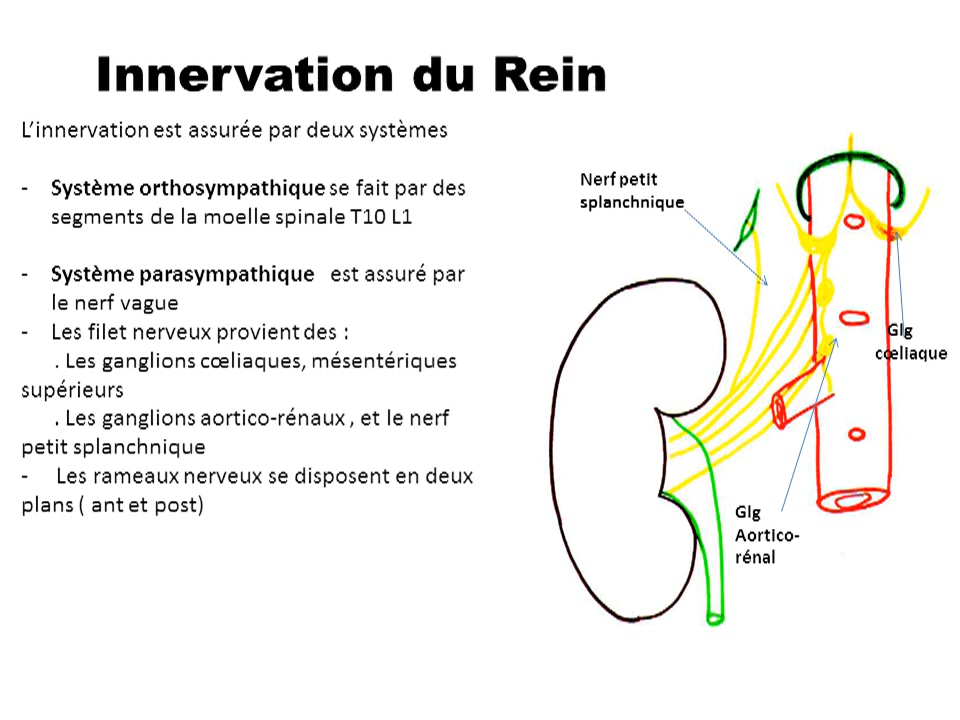 Innervation du Rein
L’innervation est assurée par deux systèmes
- Système orthosympathique se fait par des
segments de la moelle spinale T10 L1
- Système parasympathique est assuré par
le nerf vague
- Les filet nerveux provient des :
. Les ganglions cœliaques, mésentériques
supérieurs
. Les ganglions aortico-rénaux , et le nerf
petit splanchnique
- Les rameaux nerveux se disposent en deux
plans ( ant et post)
Nerf petit
splanchnique
Glg
cœliaque
Glg
Aortico-
rénal